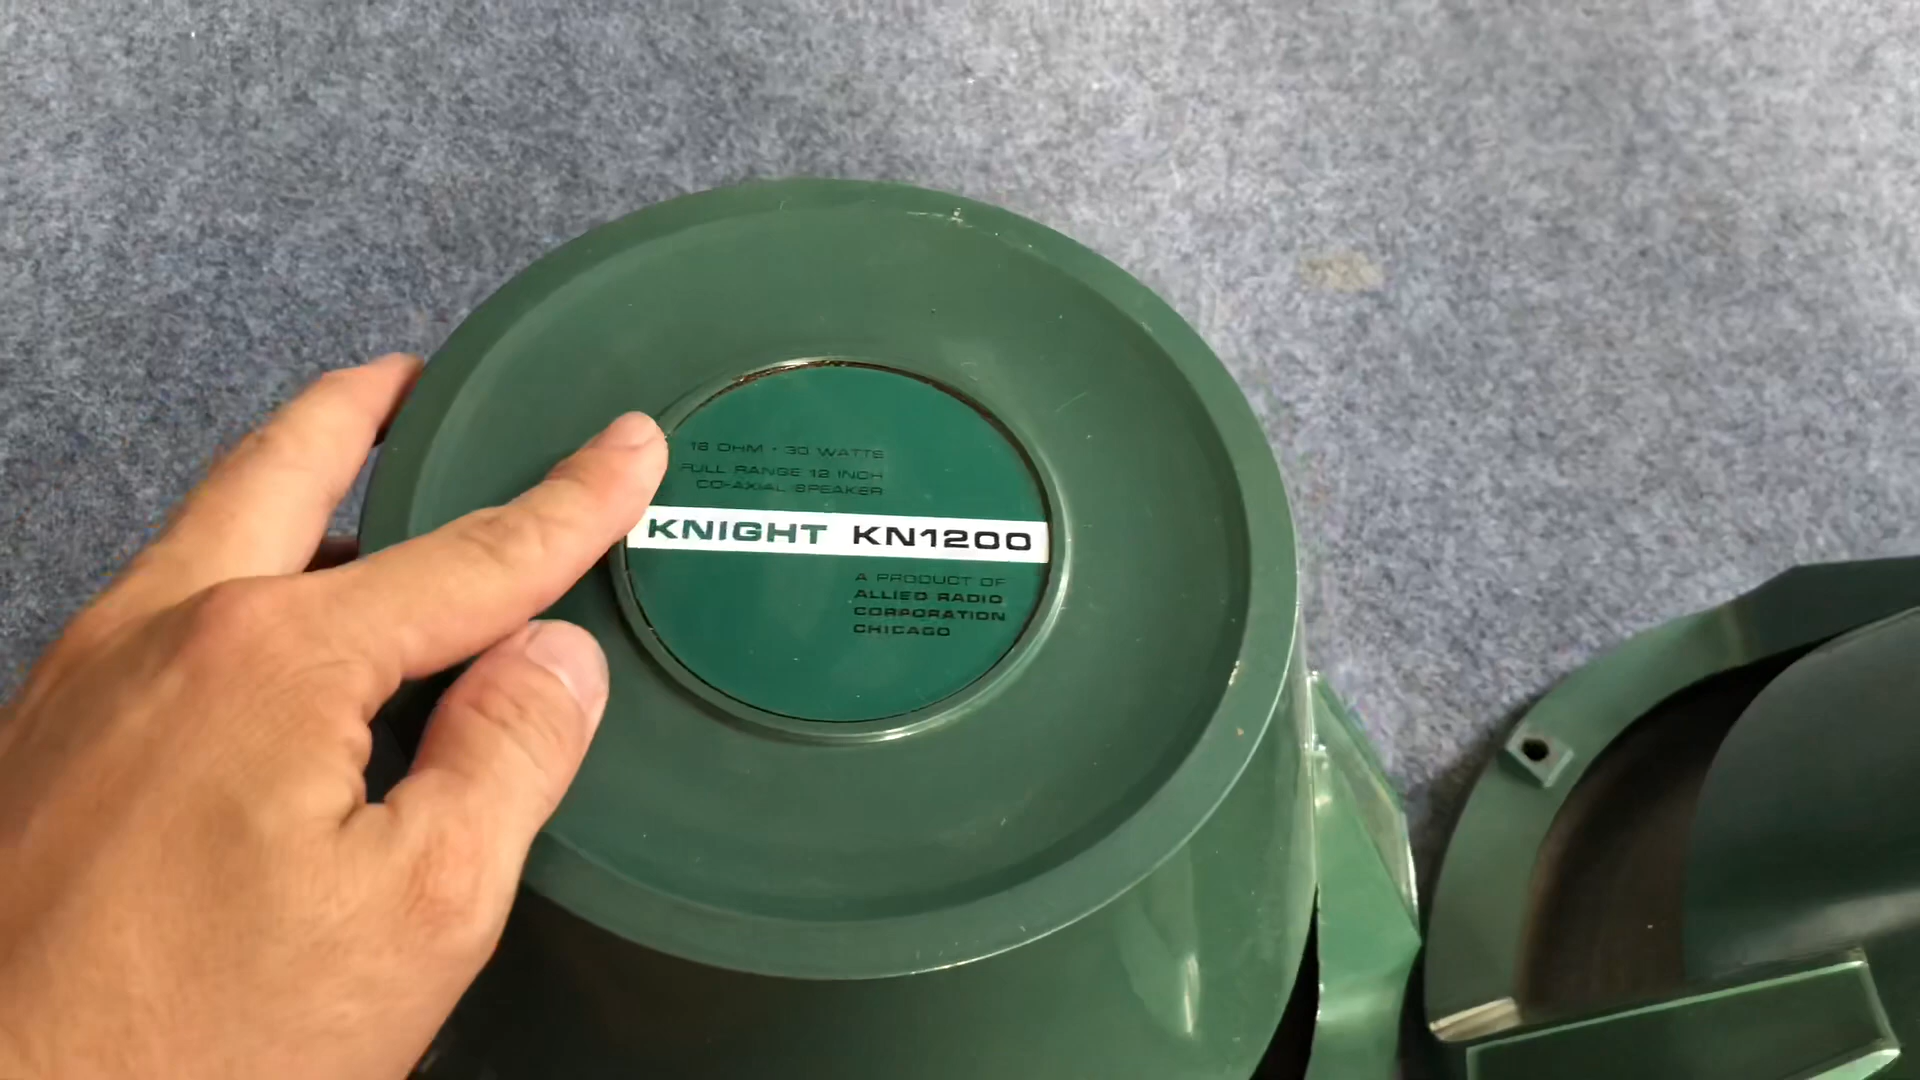 16 OHM • 30 WATTS
FULL RANGE 12 INCH
CO-AXIAL SPEAKER
KNIGHT KN1200
A PRODUCT OF
ALLIED RADIO
CORPORATION
CHICAGO